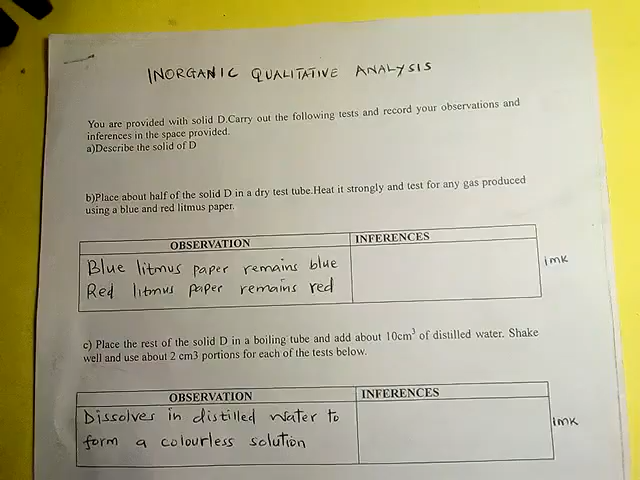 INORGANIC QUALITATIVE ANALYSIS
You are provided with solid D.Carry out the following tests and record your observations and
inferences in the space provided.
a)Describe the solid of D
b)Place about half of the solid D in a dry test tube.Heat it strongly and test for any gas produced
using a blue and red litmus paper.
OBSERVATION INFERENCES
Blue litmus paper remains blue
Red litmus paper remains red
1mk
c) Place the rest of the solid D in a boiling tube and add about 10cm³ of distilled water. Shake
well and use about 2 cm3 portions for each of the tests below.
OBSERVATION INFERENCES
Dissolves in distilled water to
form a colourless solution
1mk